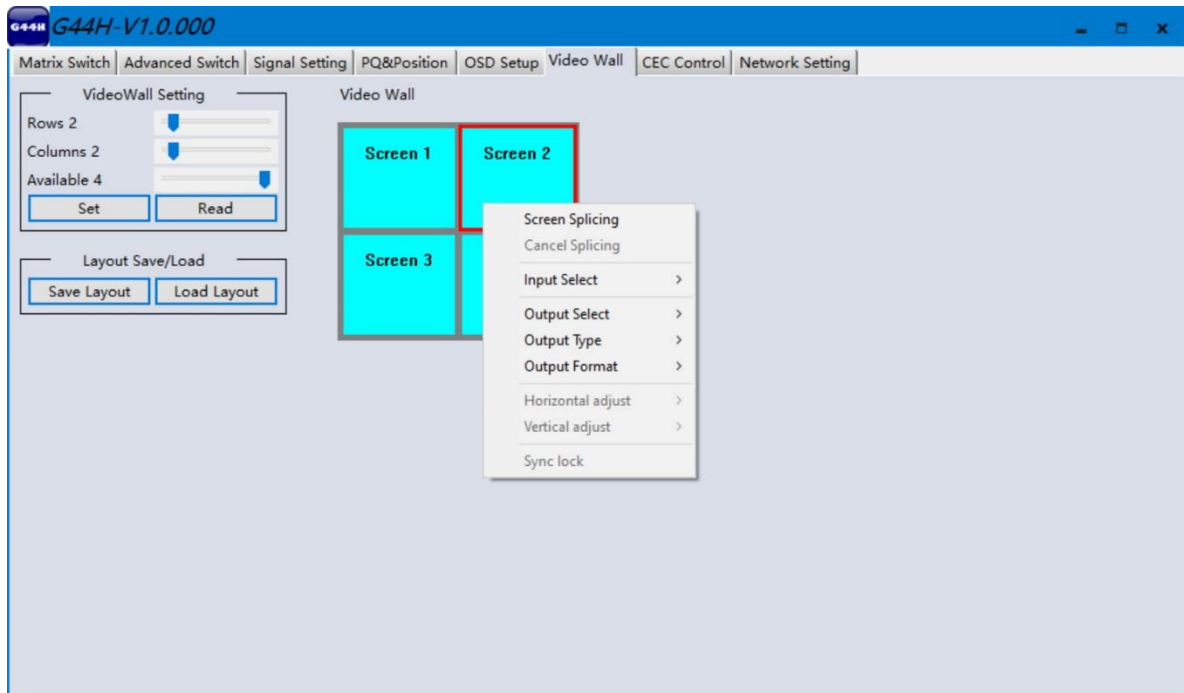 G44H G44H-V1.0.000
Matrix Switch Advanced Switch Signal Setting PQ&Position OSD Setup Video Wall CEC Control Network Setting
VideoWall Setting
Rows 2
Columns 2
Available 4
Set Read
Layout Save/Load
Save Layout Load Layout
Video Wall
Screen 1 Screen 2
Screen 3
Screen Splicing
Cancel Splicing
Input Select
Output Select
Output Type
Output Format
Horizontal adjust
Vertical adjust
Sync lock